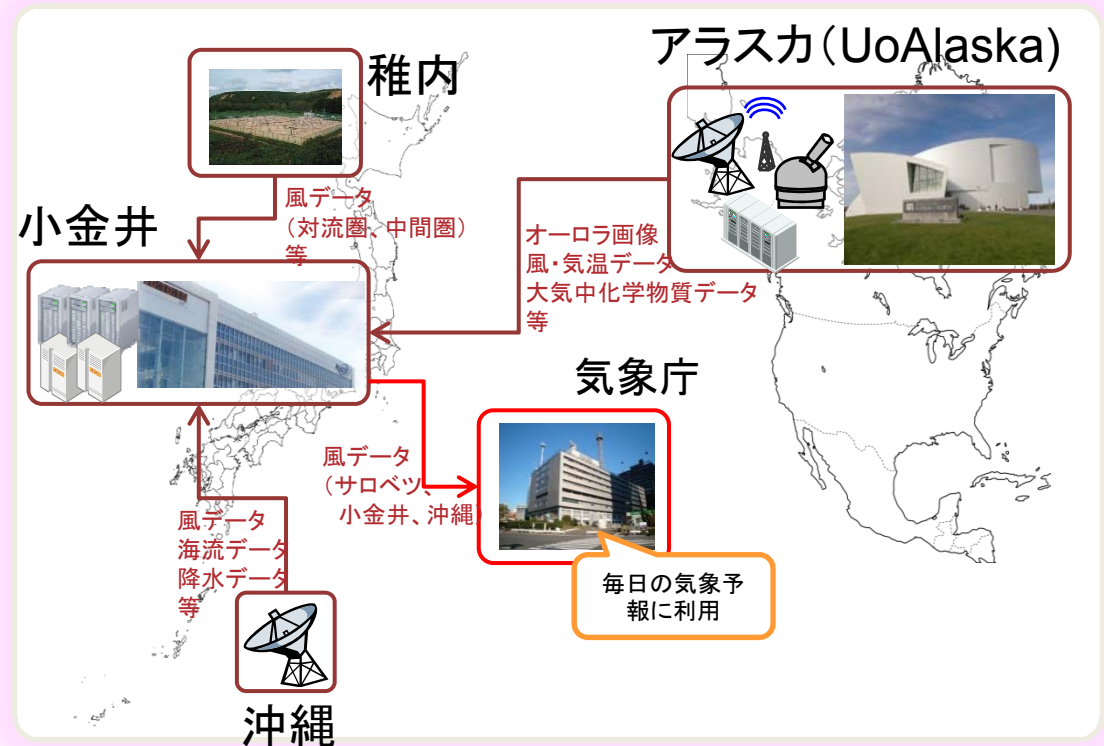 アラスカ(UoAlaska)
稚内
風データ
(対流圏、中間圏)
等
小金井
オーロラ画像
風・気温データ
大気中化学物質データ
等
気象庁
風データ
(サロベツ、
小金井、沖縄)
風データ
海流データ
降水データ
等
毎日の気象予
報に利用
沖縄